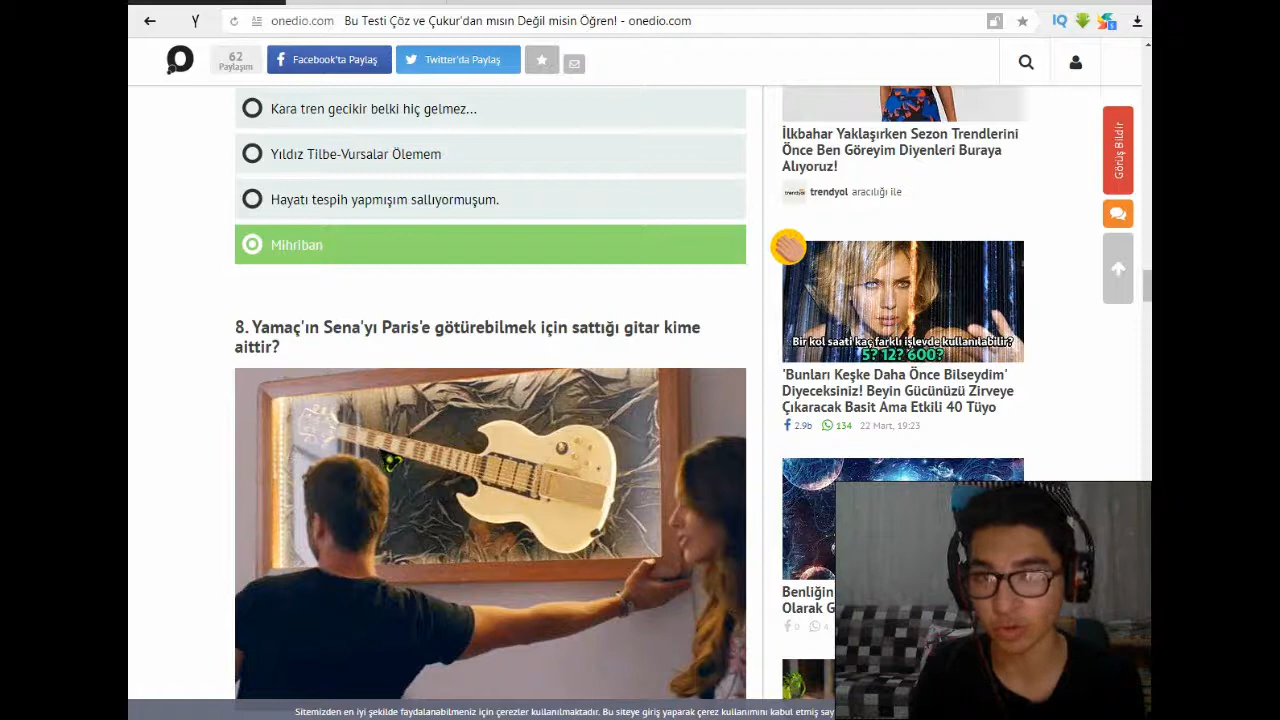 onedio.com Bu Testi Çöz ve Çukur'dan mısın Değil misin Öğren! - onedio.com
62
Paylaşım
Facebook'ta Paylaş
Twitter'da Paylaş
Kara tren gecikir belki hiç gelmez...
Yıldız Tilbe-Vursalar Ölemem
Hayatı tespih yapmışım sallıyormuşum.
Mihriban
8. Yamaç'ın Sena'yı Paris'e götürebilmek için sattığı gitar kime
aittir?
İlkbahar Yaklaşırken Sezon Trendlerini
Önce Ben Göreyim Diyenleri Buraya
Alıyoruz!
trendyol trendyol aracılığı ile
Bir kol saati kaç farklı işlevde kullanılabilir?
5? 12? 600?
'Bunları Keşke Daha Önce Bilseydim'
Diyeceksiniz! Beyin Gücünüzü Zirveye
Çıkaracak Basit Ama Etkili 40 Tüyo
2.9b 134 22 Mart, 19:23
Benliğin
Olarak G
0 4
Görüş Bildir
Sitemizden en iyi şekilde faydalanabilmeniz için çerezler kullanılmaktadır. Bu siteye giriş yaparak çerez kullanımını kabul etmiş say